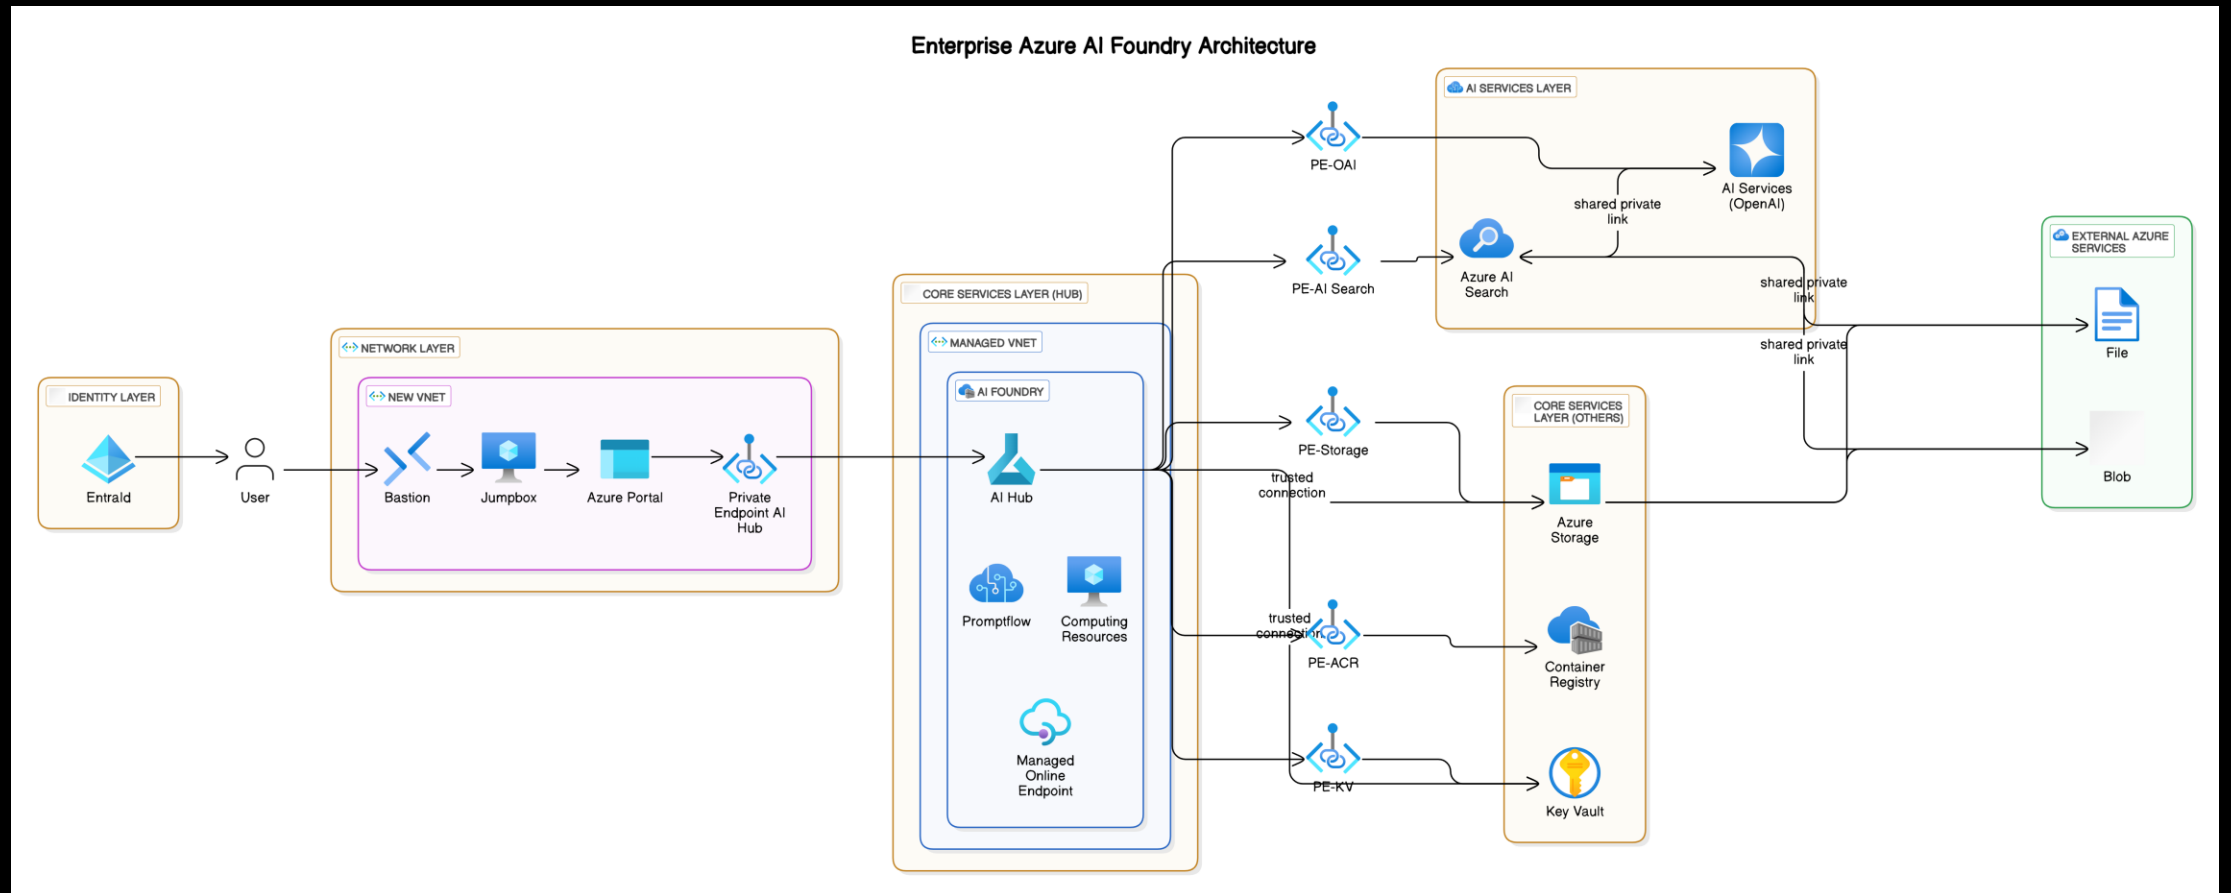 Enterprise Azure AI Foundry Architecture
IDENTITY LAYER
EntraId
User
NETWORK LAYER
NEW VNET
Bastion
Jumpbox
Azure Portal
Private
Endpoint AI
Hub
CORE SERVICES LAYER (HUB)
MANAGED VNET
AI FOUNDRY
AI Hub
Promptflow
Computing
Resources
Managed
Online
Endpoint
PE-OAI
PE-AI Search
PE-Storage
trusted
connection
trusted
connection
PE-ACR
PE-KV
AI SERVICES LAYER
AI Services
(OpenAI)
shared private
link
Azure AI
Search
shared private
link
shared private
link
CORE SERVICES
LAYER (OTHERS)
Azure
Storage
Container
Registry
Key Vault
EXTERNAL AZURE
SERVICES
File
Blob